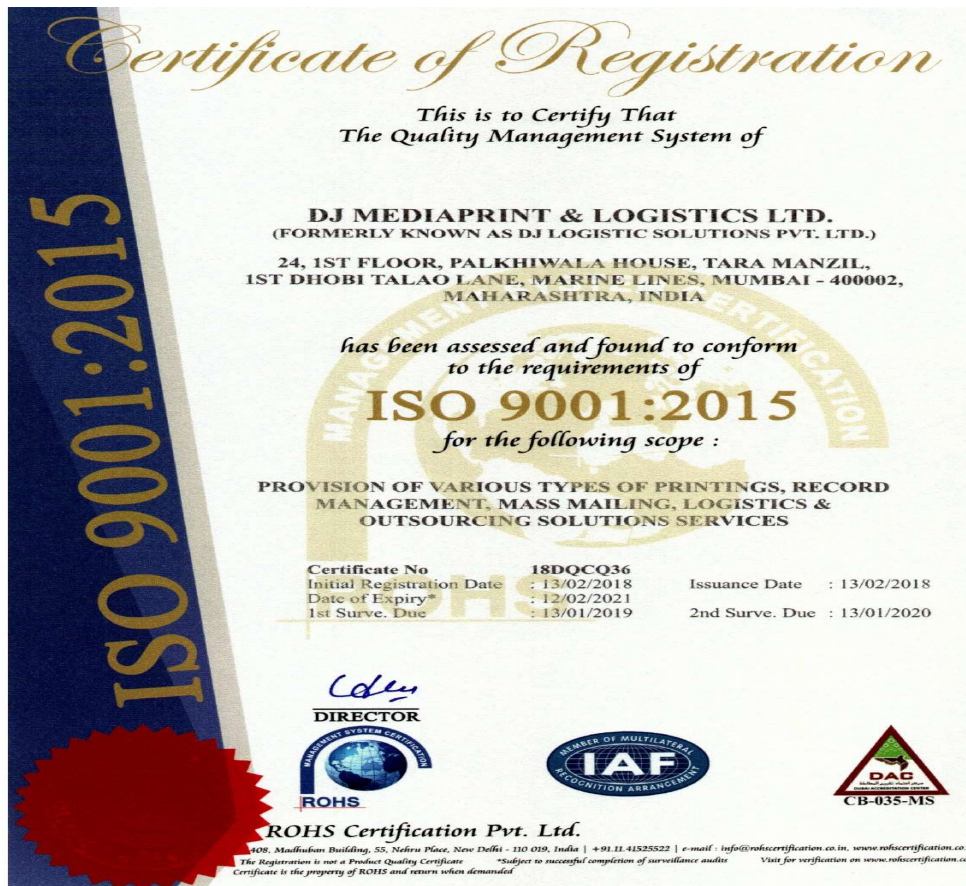 Certificate of Registration
This is to Certify That
The Quality Management System of
DJ MEDIAPRINT & LOGISTICS LTD.
(FORMERLY KNOWN AS DJ LOGISTIC SOLUTIONS PVT. LTD.)
24, 1ST FLOOR, PALKHIWALA HOUSE, TARA MANZIL,
1ST DHOBI TALAO LANE, MARINE LINES, MUMBAI - 400002,
MAHARASHTRA, INDIA
has been assessed and found to conform
to the requirements of
ISO 9001:2015
for the following scope :
PROVISION OF VARIOUS TYPES OF PRINTINGS, RECORD
MANAGEMENT, MASS MAILING, LOGISTICS &
OUTSOURCING SOLUTIONS SERVICES
Certificate No 18DQCQ36
Initial Registration Date : 13/02/2018 Issuance Date : 13/02/2018
Date of Expiry* : 12/02/2021
1st Surve. Due : 13/01/2019 2nd Surve. Due : 13/01/2020
ISO 9001:2015
MANAGEMENT SYSTEM CERTIFICATION
ROHS
DIRECTOR
MANAGEMENT SYSTEM CERTIFICATION
ROHS
MEMBER OF MULTILATERAL
IAF
RECOGNITION ARRANGEMENT
DAC
DUBAI ACCREDITATION CENTER
CB-035-MS
ROHS Certification Pvt. Ltd.
408, Madhuban Building, 55, Nehru Place, New Delhi - 110 019, India | +91.11.41525522 | e-mail : info@rohscertification.co.in, www.rohscertification.co.
The Registration is not a Product Quality Certificate *Subject to successful completion of surveillance audits Visit for verification on www.rohscertification.co
Certificate is the property of ROHS and return when demanded